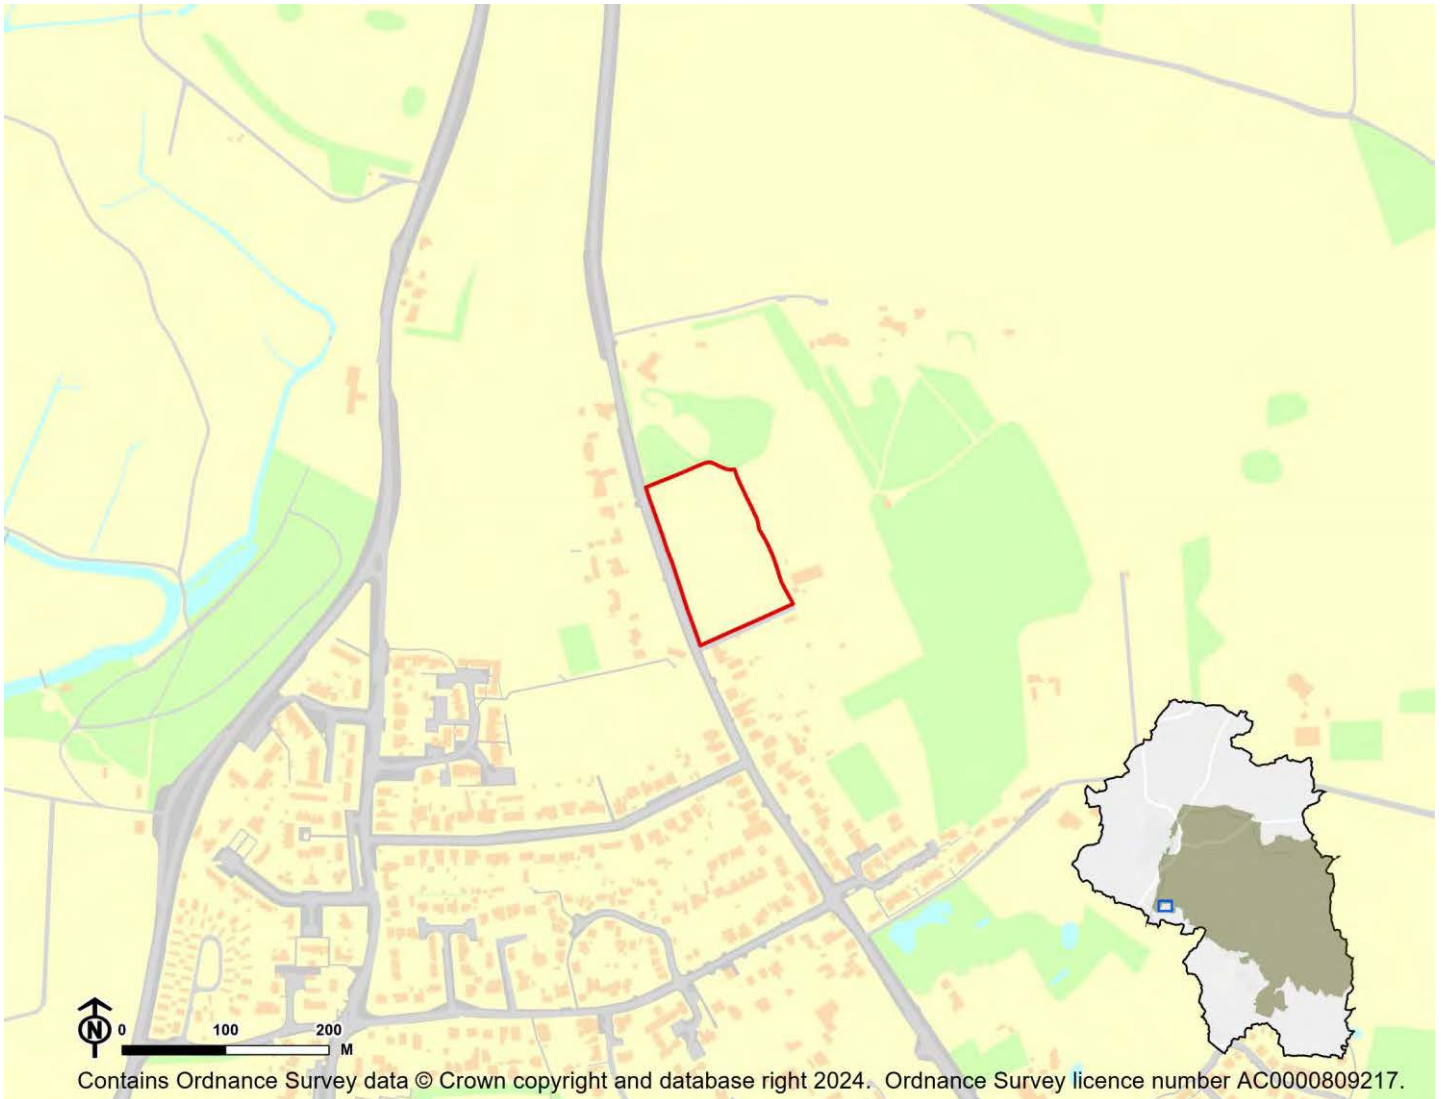 N
0 100 200
M
Contains Ordnance Survey data © Crown copyright and database right 2024. Ordnance Survey licence number AC0000809217.